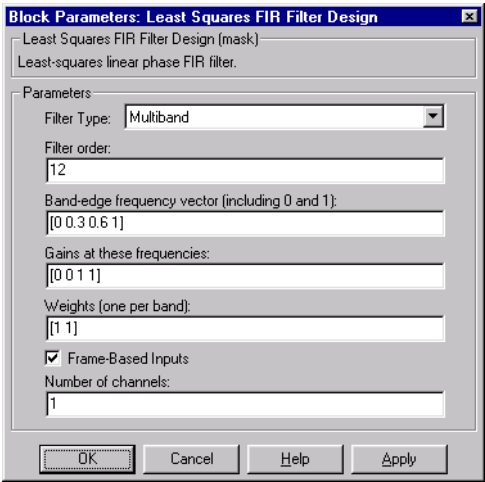 Block Parameters: Least Squares FIR Filter Design
Least Squares FIR Filter Design (mask)
Least-squares linear phase FIR filter.
Parameters
Filter Type: Multiband
Filter order:
12
Band-edge frequency vector (including 0 and 1):
[0 0.3 0.6 1]
Gains at these frequencies:
[0 0 1 1]
Weights (one per band):
[1 1]
Frame-Based Inputs
Number of channels:
1
OK Cancel Help Apply